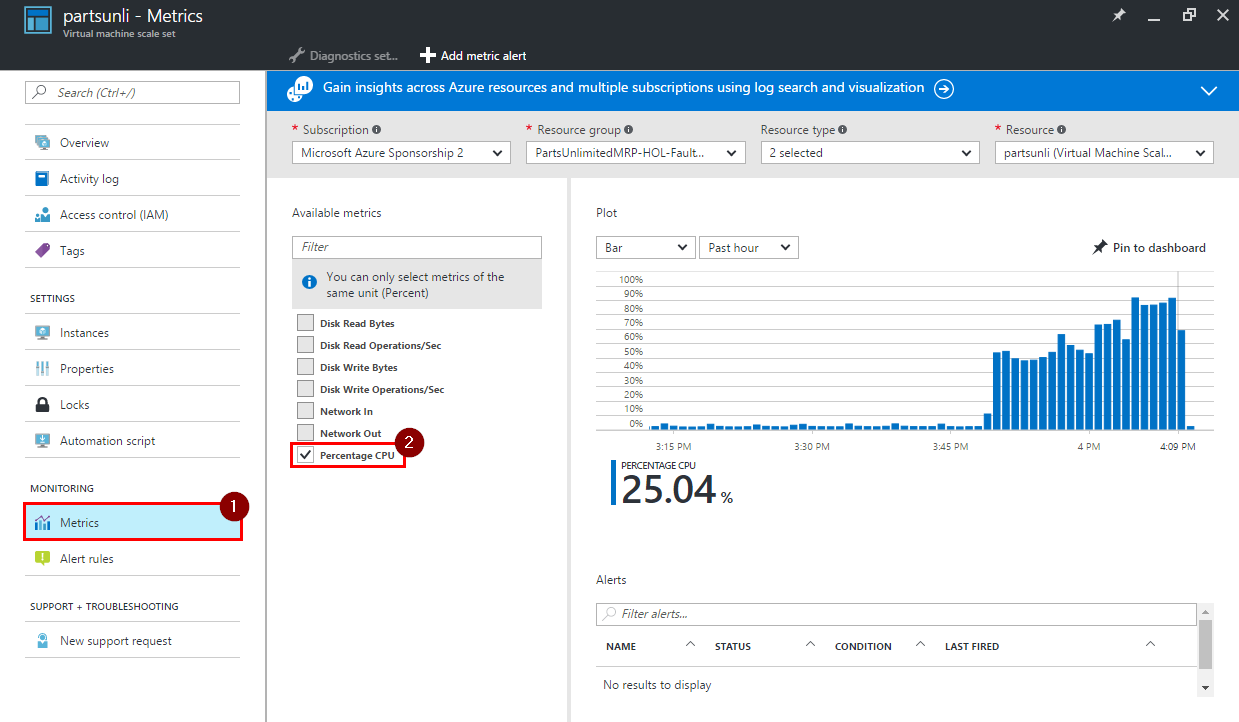 partsunli - Metrics
Virtual machine scale set
Diagnostics set...
Add metric alert
Search (Ctrl+/)
Overview
Activity log
Access control (IAM)
Tags
SETTINGS
Instances
Properties
Locks
Automation script
MONITORING
1
Metrics
Alert rules
SUPPORT + TROUBLESHOOTING
New support request
Gain insights across Azure resources and multiple subscriptions using log search and visualization
* Subscription
Microsoft Azure Sponsorship 2
* Resource group
PartsUnlimitedMRP-HOL-Fault...
Resource type
2 selected
* Resource
partsunli (Virtual Machine Scal...
Available metrics
Filter
You can only select metrics of the
same unit (Percent)
Disk Read Bytes
Disk Read Operations/Sec
Disk Write Bytes
Disk Write Operations/Sec
Network In
Network Out
2
Percentage CPU
Plot
Bar
Past hour
Pin to dashboard
100%
90%
80%
70%
60%
50%
40%
30%
20%
10%
0%
3:15 PM
3:30 PM
3:45 PM
4 PM
4:09 PM
PERCENTAGE CPU
25.04 %
Alerts
Filter alerts...
NAME
STATUS
CONDITION
LAST FIRED
No results to display